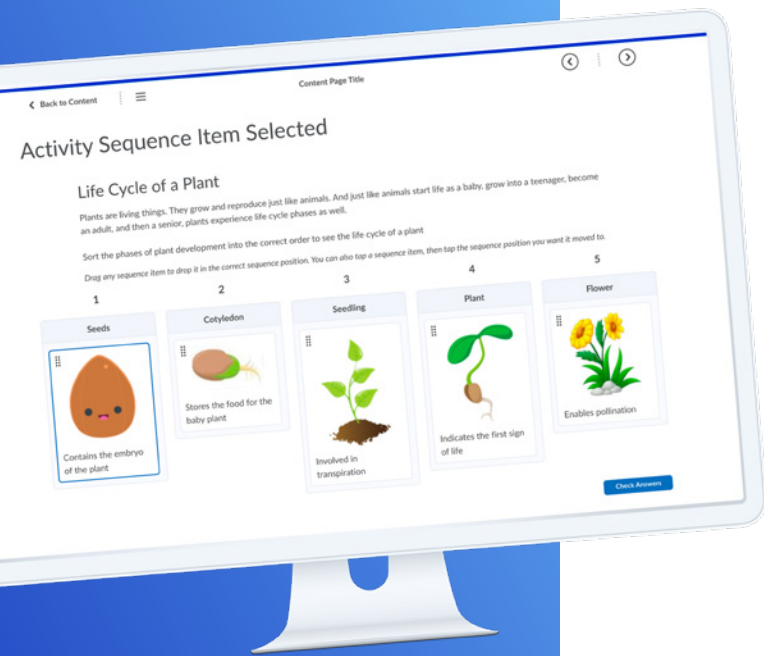 Back to Content
Content Page Title
Activity Sequence Item Selected
Life Cycle of a Plant
Plants are living things. They grow and reproduce just like animals. And just like animals start life as a baby, grow into a teenager, become
an adult, and then a senior, plants experience life cycle phases as well.
Sort the phases of plant development into the correct order to see the life cycle of a plant
Drag any sequence item to drop it in the correct sequence position. You can also tap a sequence item, then tap the sequence position you want it moved to.
1
2
3
4
5
Seeds
Cotyledon
Seedling
Plant
Flower
Contains the embryo
of the plant
Stores the food for the
baby plant
Involved in
transpiration
Indicates the first sign
of life
Enables pollination
Check Answers